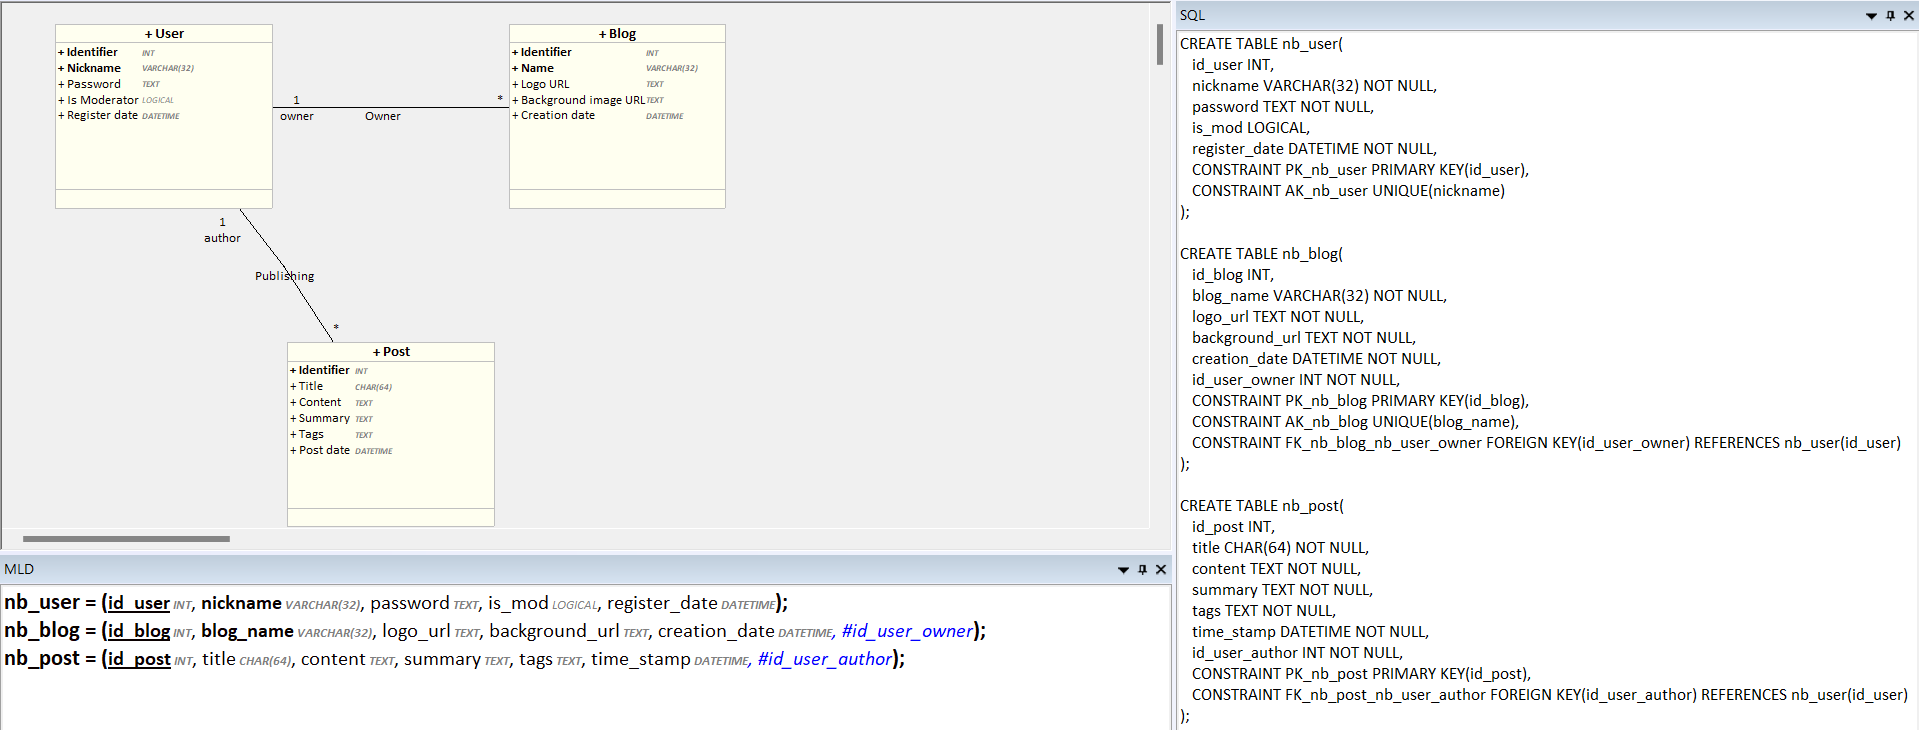 + User
+ Identifier INT
+ Nickname VARCHAR(32)
+ Password TEXT
+ Is Moderator LOGICAL
+ Register date DATETIME
+ Blog
+ Identifier INT
+ Name VARCHAR(32)
+ Logo URL TEXT
+ Background image URL TEXT
+ Creation date DATETIME
1 *
owner Owner
1
author
Publishing
*
+ Post
+ Identifier INT
+ Title CHAR(64)
+ Content TEXT
+ Summary TEXT
+ Tags TEXT
+ Post date DATETIME
MLD
nb_user = (id_user INT, nickname VARCHAR(32), password TEXT, is_mod LOGICAL, register_date DATETIME);
nb_blog = (id_blog INT, blog_name VARCHAR(32), logo_url TEXT, background_url TEXT, creation_date DATETIME, #id_user_owner);
nb_post = (id_post INT, title CHAR(64), content TEXT, summary TEXT, tags TEXT, time_stamp DATETIME, #id_user_author);
SQL
CREATE TABLE nb_user(
id_user INT,
nickname VARCHAR(32) NOT NULL,
password TEXT NOT NULL,
is_mod LOGICAL,
register_date DATETIME NOT NULL,
CONSTRAINT PK_nb_user PRIMARY KEY(id_user),
CONSTRAINT AK_nb_user UNIQUE(nickname)
);
CREATE TABLE nb_blog(
id_blog INT,
blog_name VARCHAR(32) NOT NULL,
logo_url TEXT NOT NULL,
background_url TEXT NOT NULL,
creation_date DATETIME NOT NULL,
id_user_owner INT NOT NULL,
CONSTRAINT PK_nb_blog PRIMARY KEY(id_blog),
CONSTRAINT AK_nb_blog UNIQUE(blog_name),
CONSTRAINT FK_nb_blog_nb_user_owner FOREIGN KEY(id_user_owner) REFERENCES nb_user(id_user)
);
CREATE TABLE nb_post(
id_post INT,
title CHAR(64) NOT NULL,
content TEXT NOT NULL,
summary TEXT NOT NULL,
tags TEXT NOT NULL,
time_stamp DATETIME NOT NULL,
id_user_author INT NOT NULL,
CONSTRAINT PK_nb_post PRIMARY KEY(id_post),
CONSTRAINT FK_nb_post_nb_user_author FOREIGN KEY(id_user_author) REFERENCES nb_user(id_user)
);